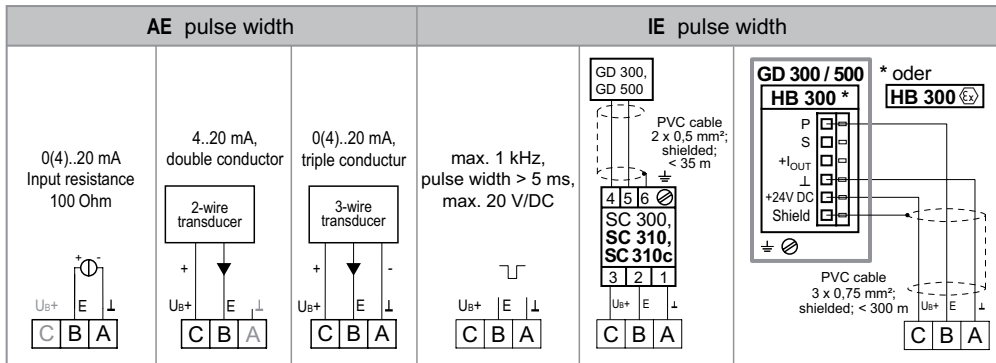 AE pulse width
IE pulse width
0(4)..20 mA
Input resistance
100 Ohm
+ -
UB+ E ⊥
C B A
4..20 mA,
double conductor
2-wire
transducer
+
UB+ E ⊥
C B A
0(4)..20 mA,
triple conductur
3-wire
transducer
+ -
UB+ E ⊥
C B A
max. 1 kHz,
pulse width > 5 ms,
max. 20 V/DC
UB+ E ⊥
C B A
GD 300,
GD 500
PVC cable
2 x 0,5 mm²;
shielded;
< 35 m
4 5 6
SC 300,
SC 310,
SC 310c
3 2 1
UB+ E ⊥
C B A
GD 300 / 500
HB 300 *
* oder
HB 300 Ex
P
S
+IOUT
⊥
+24V DC
Shield
PVC cable
3 x 0,75 mm²;
shielded; < 300 m
UB+ E ⊥
C B A